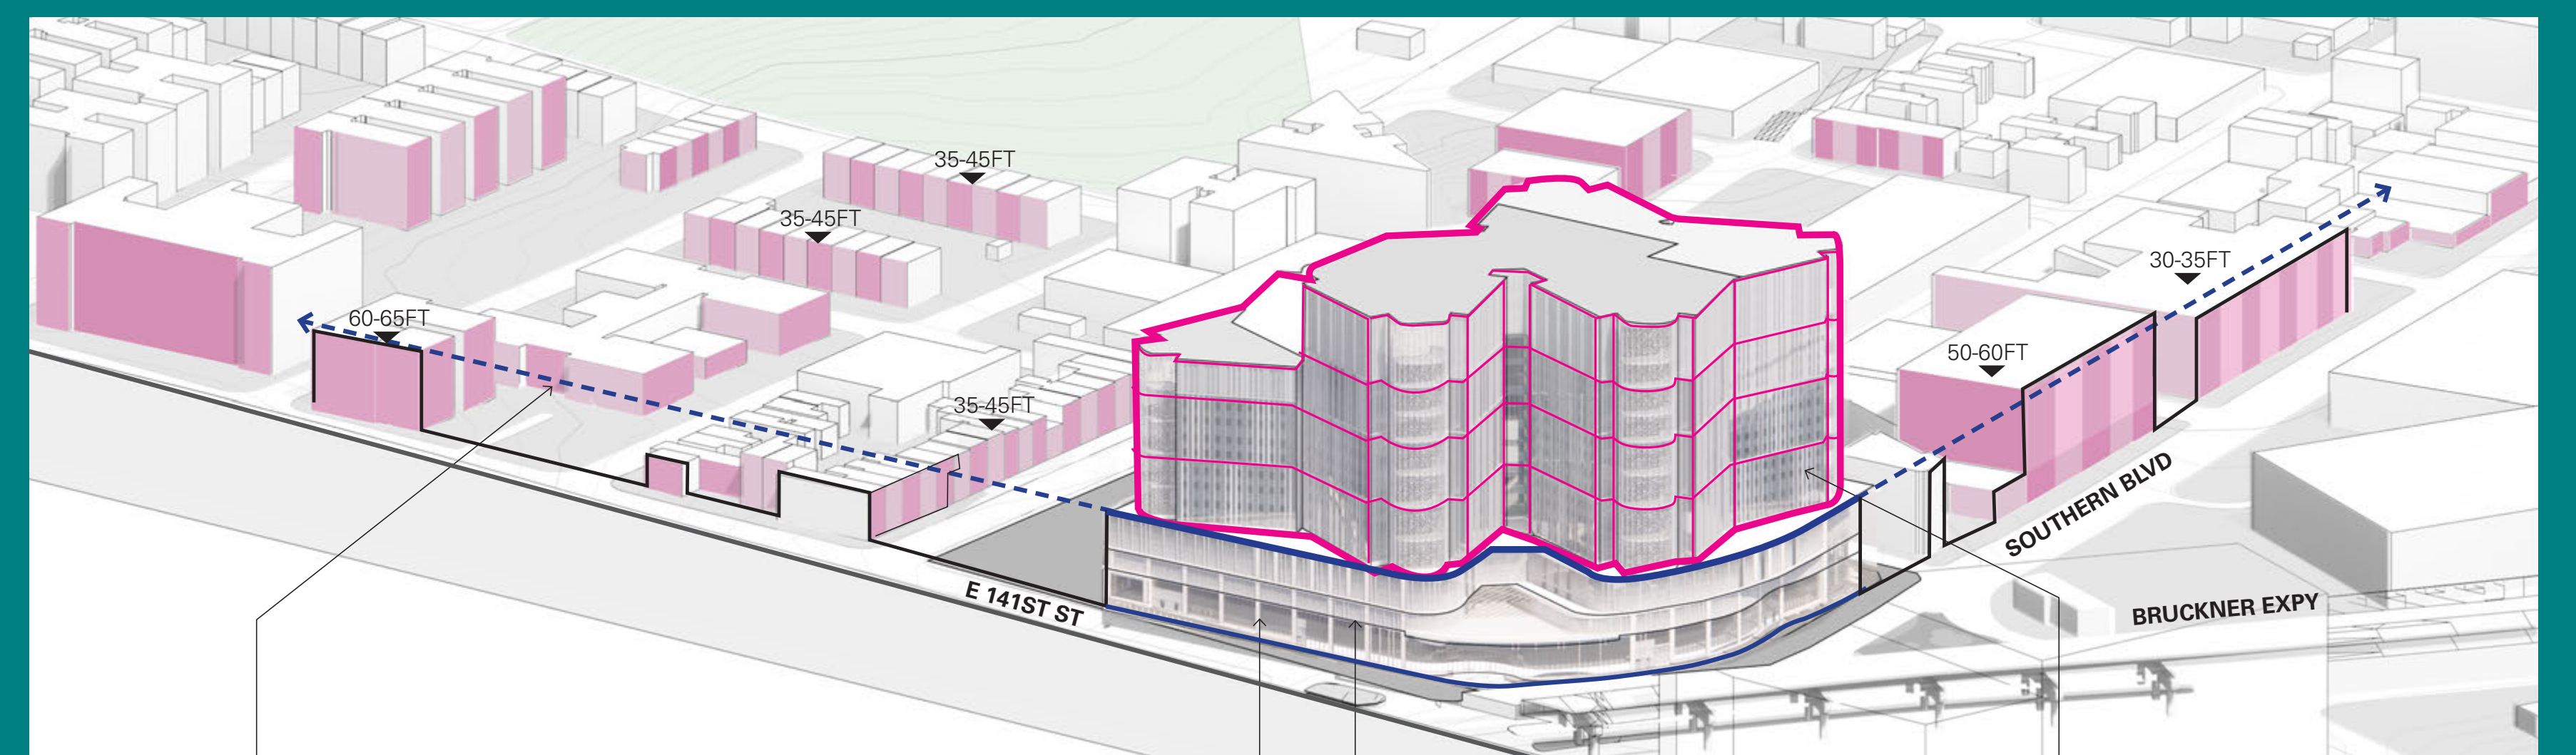 35-45FT
35-45FT
60-65FT
35-45FT
30-35FT
50-60FT
SOUTHERN BLVD
E 141ST ST
BRUCKNER EXPY